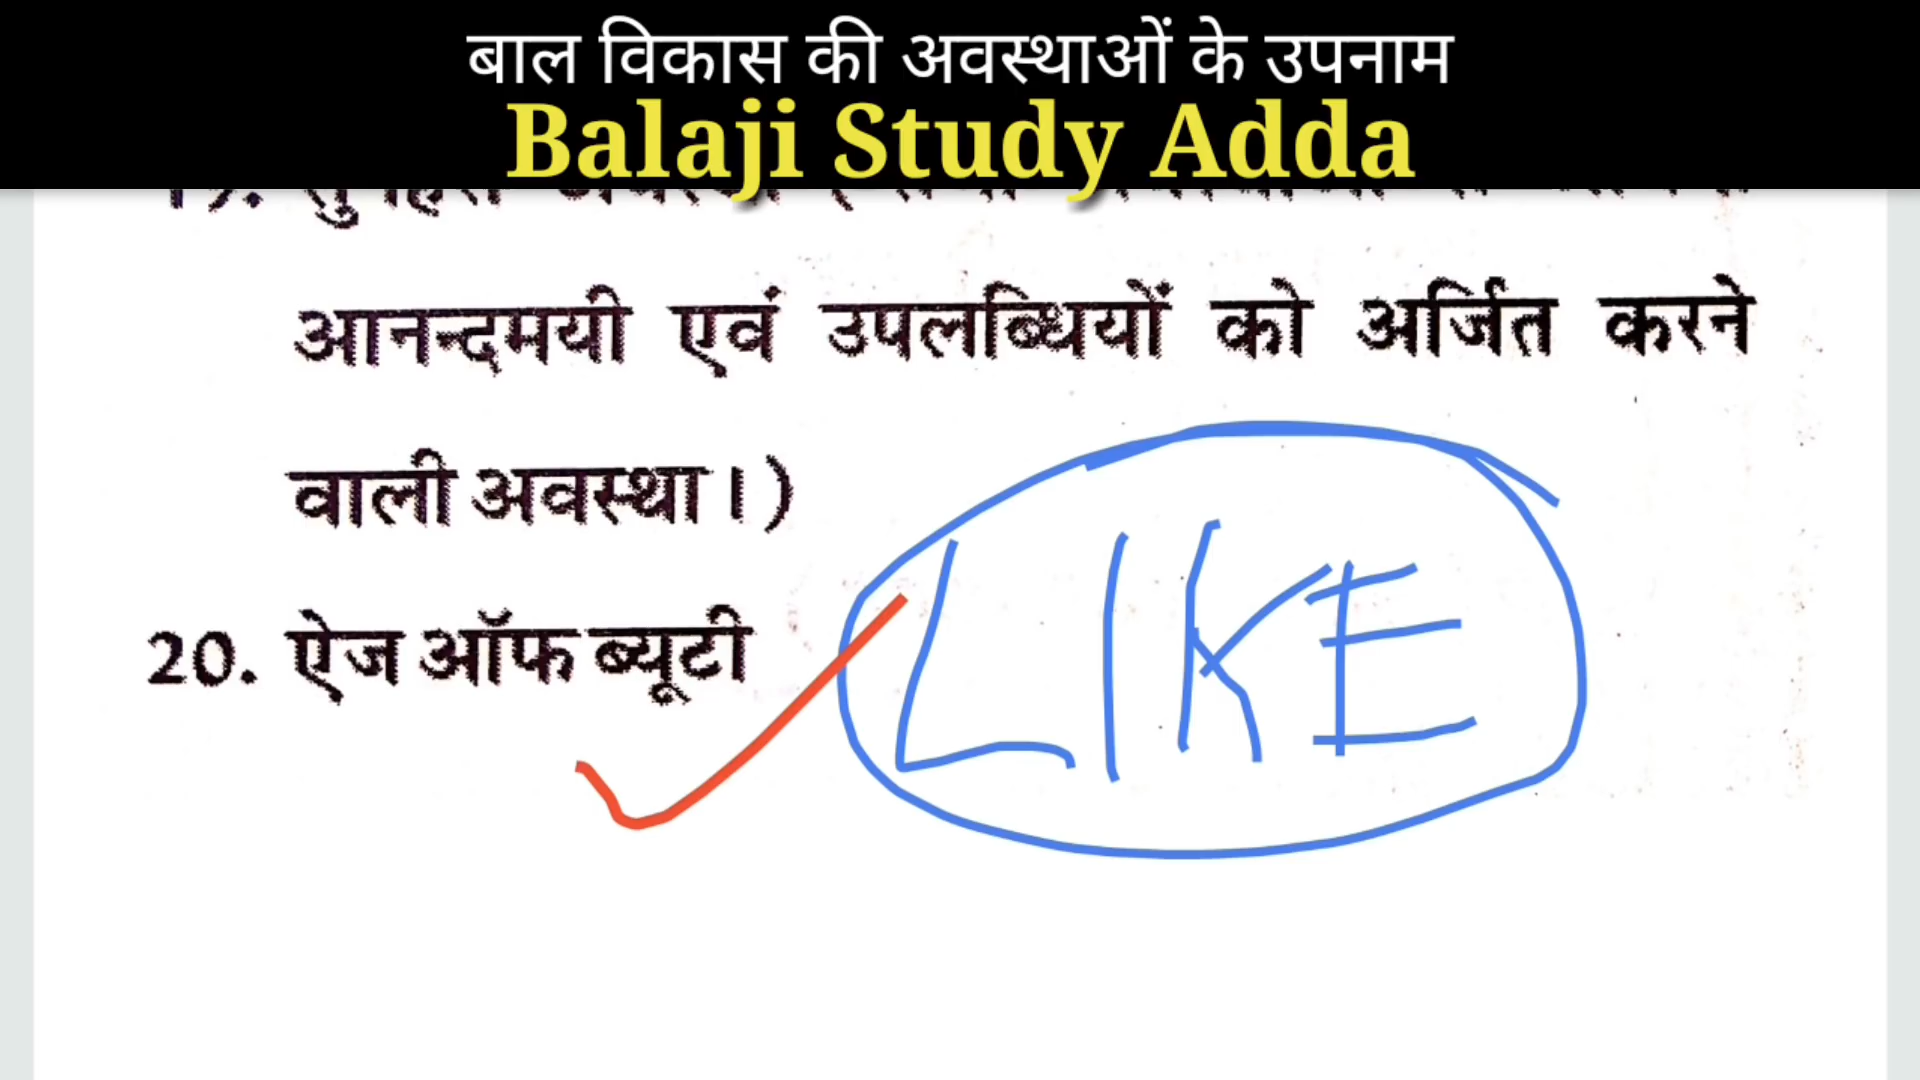 बाल विकास की अवस्थाओं के उपनाम
Balaji Study Adda
आनन्दमयी एवं उपलब्धियों को अर्जित करने
वाली अवस्था।)
LIKE
20. ऐज ऑफ ब्यूटी